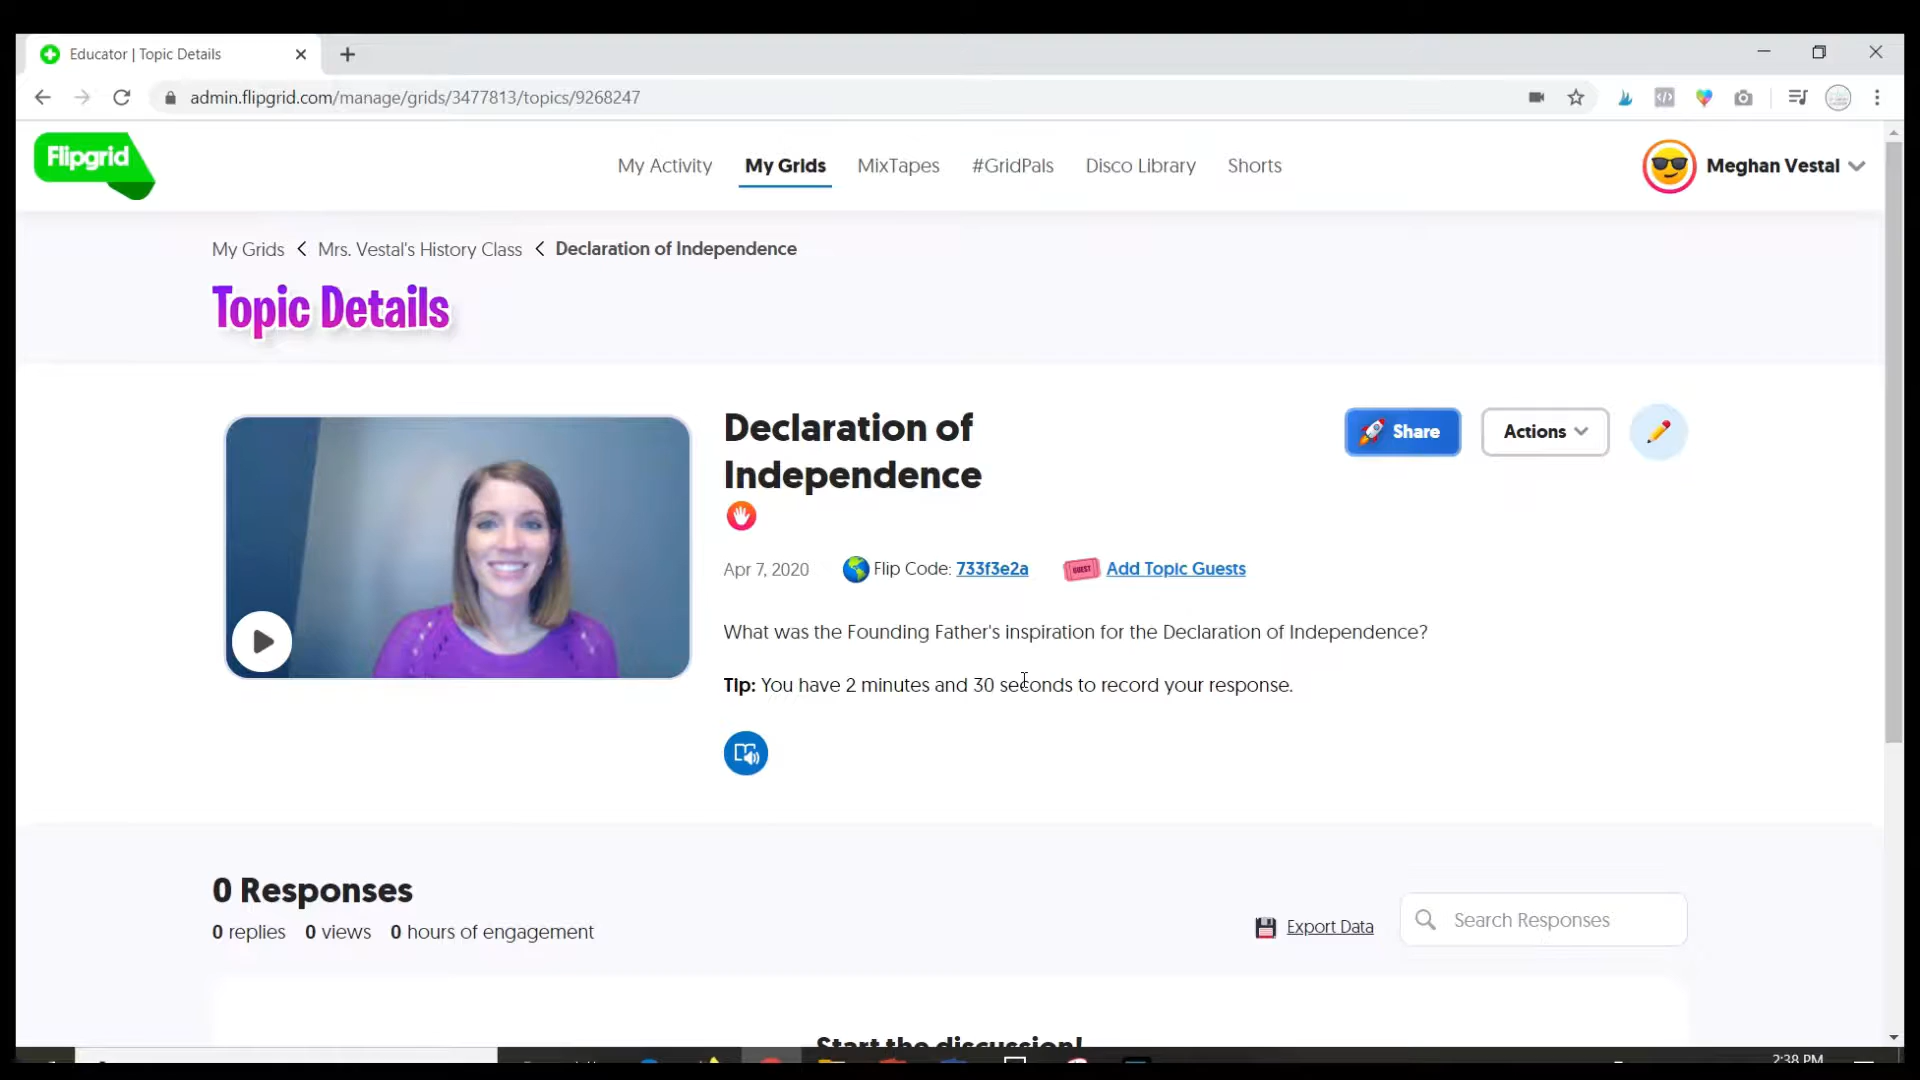 Educator | Topic Details
admin.flipgrid.com/manage/grids/3477813/topics/9268247
Flipgrid
My Activity My Grids MixTapes #GridPals Disco Library Shorts
Meghan Vestal
My Grids Mrs. Vestal's History Class Declaration of Independence
Topic Details
Declaration of
Independence
Share
Actions
Apr 7, 2020 Flip Code: 733f3e2a GUEST Add Topic Guests
What was the Founding Father's inspiration for the Declaration of Independence?
Tip: You have 2 minutes and 30 seconds to record your response.
0 Responses
0 replies 0 views 0 hours of engagement
Export Data
Search Responses
Start the discussion!
2:38 PM